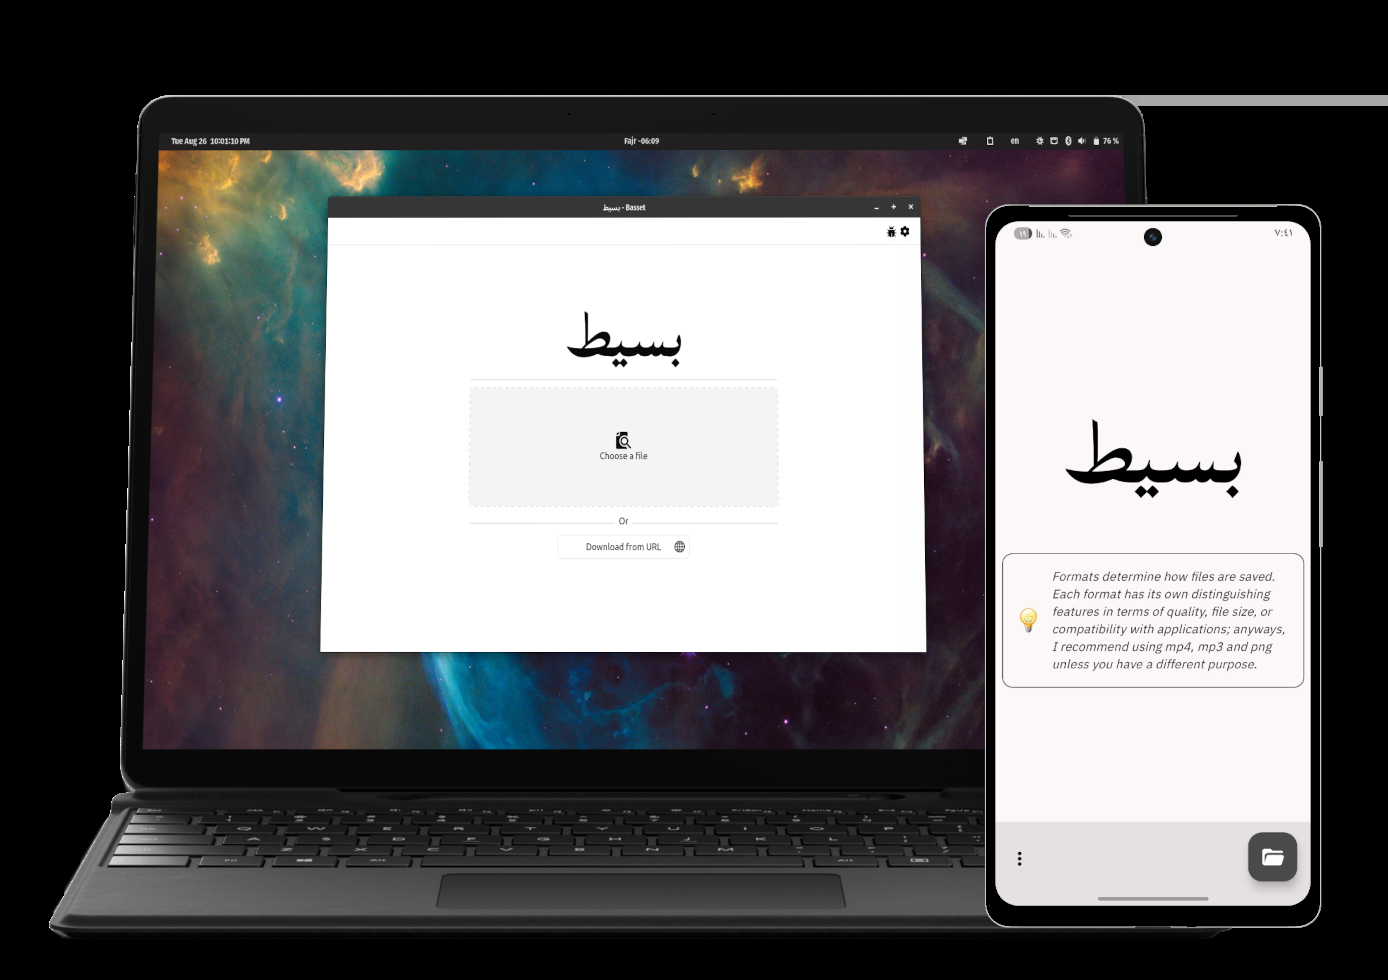 Tue Aug 26 10:01:10 PM
Fajr -06:09
en
76 %
بسيط - Basset
بسيط
Choose a file
Or
Download from URL
١٩
٧:٤١
بسيط
Formats determine how files are saved.
Each format has its own distinguishing
features in terms of quality, file size, or
compatibility with applications; anyways,
I recommend using mp4, mp3 and png
unless you have a different purpose.